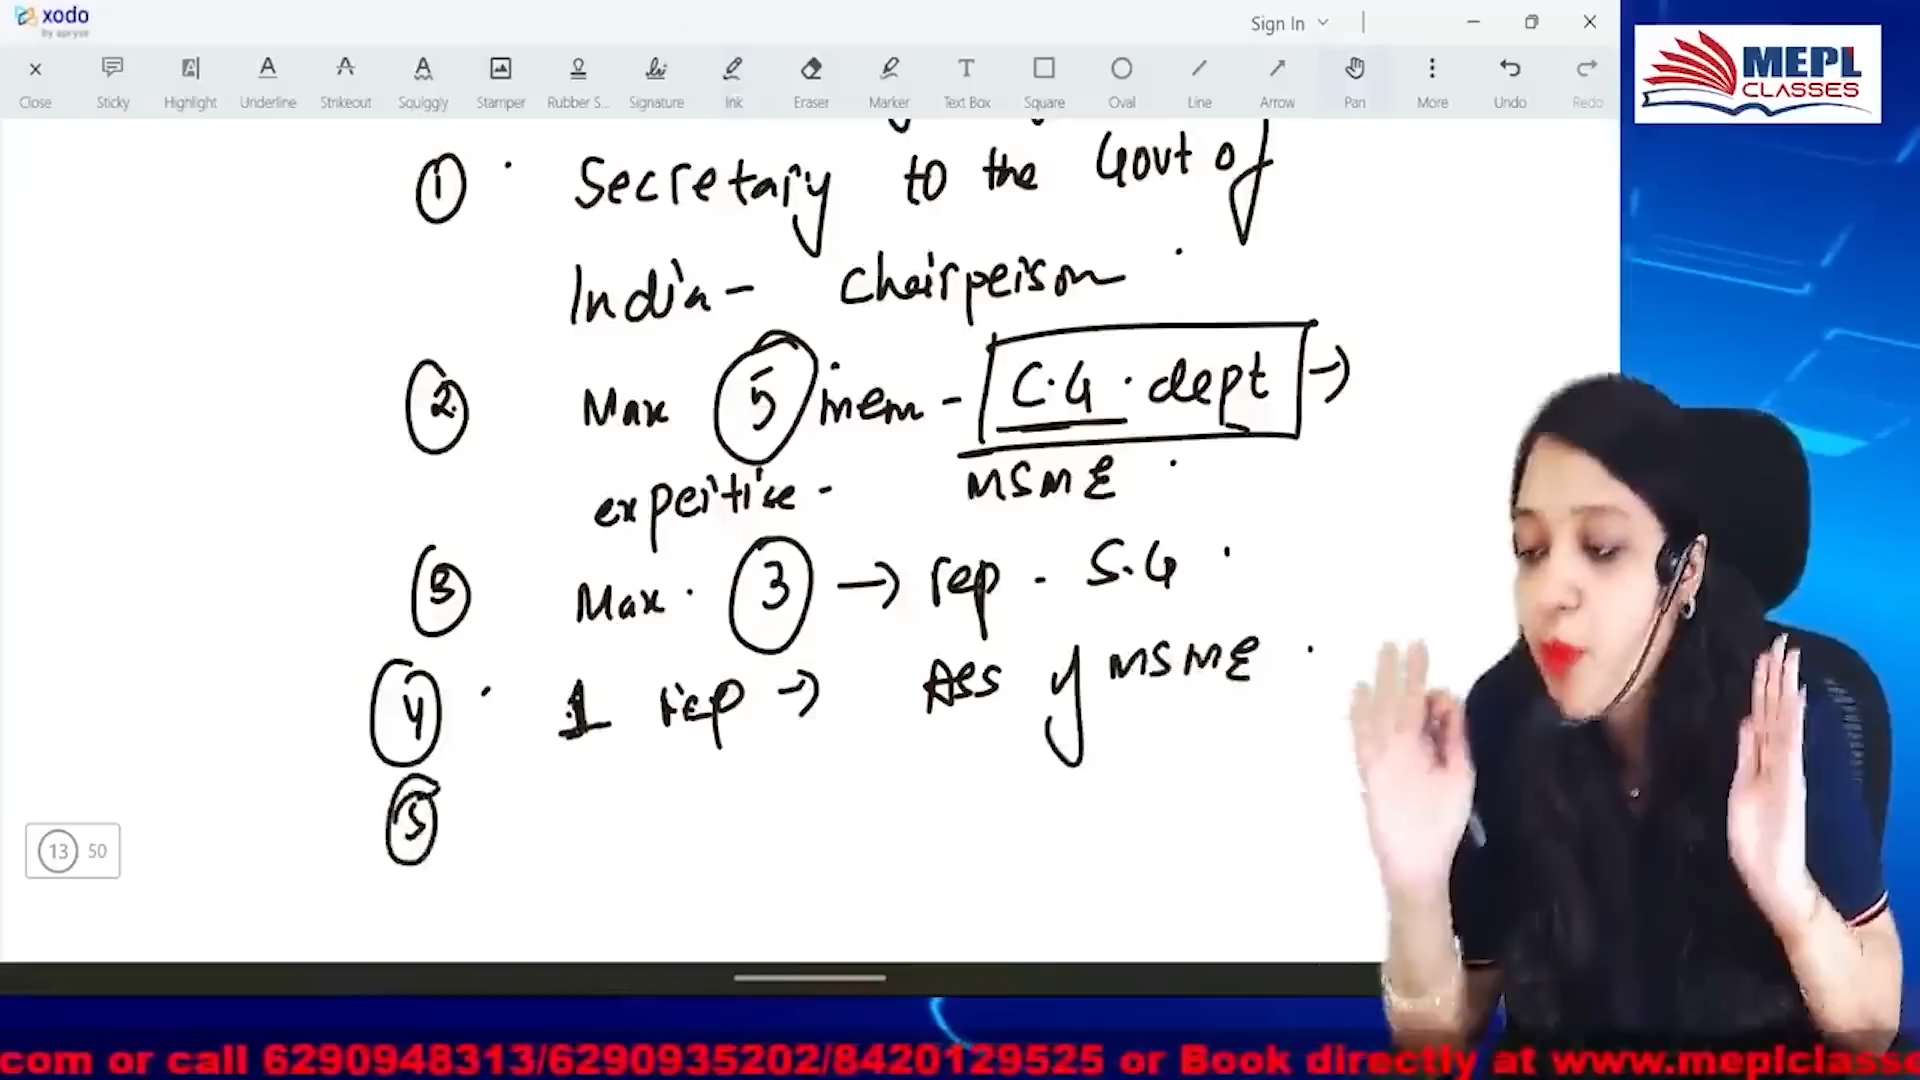 xodo
by apryse
Sign In
Close Sticky Highlight Underline Strikeout Squiggly Stamper Rubber S... Signature Ink Eraser Marker Text Box Square Oval Line Arrow Pan More Undo Redo
MEPL
CLASSES
① Secretary to the Govt of
India - Chairperson
② Max 5 mem - C.G. dept →
expertise - MSME
③ Max. 3 → rep - S.G
④ 1 rep → Ass of MSME
⑤
13 50
com or call 6290948313/6290935202/8420129525 or Book directly at www.meplclasse